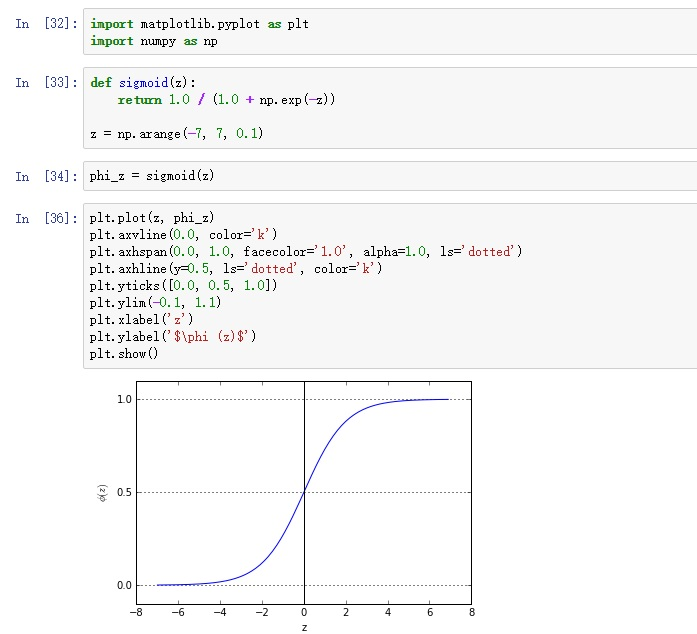 In [32]: import matplotlib.pyplot as plt
import numpy as np
In [33]: def sigmoid(z):
    return 1.0 / (1.0 + np.exp(-z))
z = np.arange(-7, 7, 0.1)
In [34]: phi_z = sigmoid(z)
In [36]: plt.plot(z, phi_z)
plt.axvline(0.0, color='k')
plt.axhspan(0.0, 1.0, facecolor='1.0', alpha=1.0, ls='dotted')
plt.axhline(y=0.5, ls='dotted', color='k')
plt.yticks([0.0, 0.5, 1.0])
plt.ylim(-0.1, 1.1)
plt.xlabel('z')
plt.ylabel('$\phi (z)$')
plt.show()
1.0
0.5
0.0
ϕ(z)
−8 −6 −4 −2 0 2 4 6 8
z